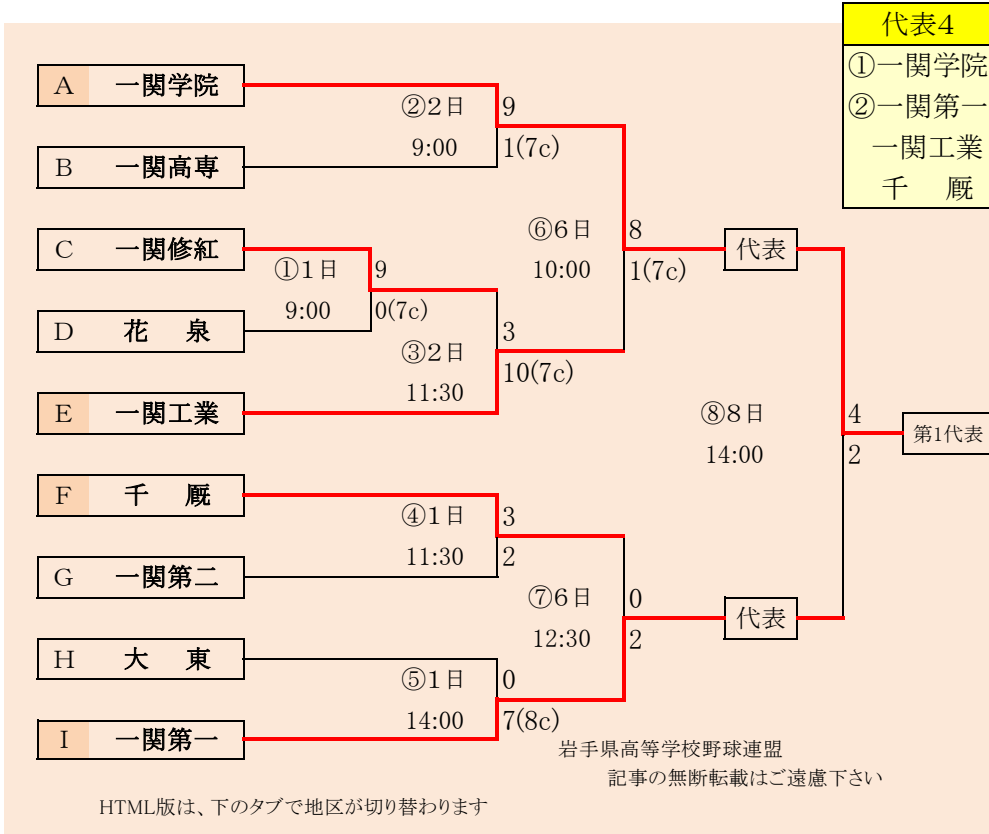 代表4
①一関学院
②一関第一
一関工業
千　厩
A 一関学院
②2日 9
9:00 1(7c)
B 一関高専
⑥6日 8
10:00 1(7c)
代表
C 一関修紅
①1日 9
9:00 0(7c)
D 花　泉
③2日 3
11:30 10(7c)
E 一関工業
⑧8日 4
14:00 2
第1代表
F 千　厩
④1日 3
11:30 2
G 一関第二
⑦6日 0
12:30 2
代表
H 大　東
⑤1日 0
14:00 7(8c)
I 一関第一
岩手県高等学校野球連盟
記事の無断転載はご遠慮下さい
HTML版は、下のタブで地区が切り替わります